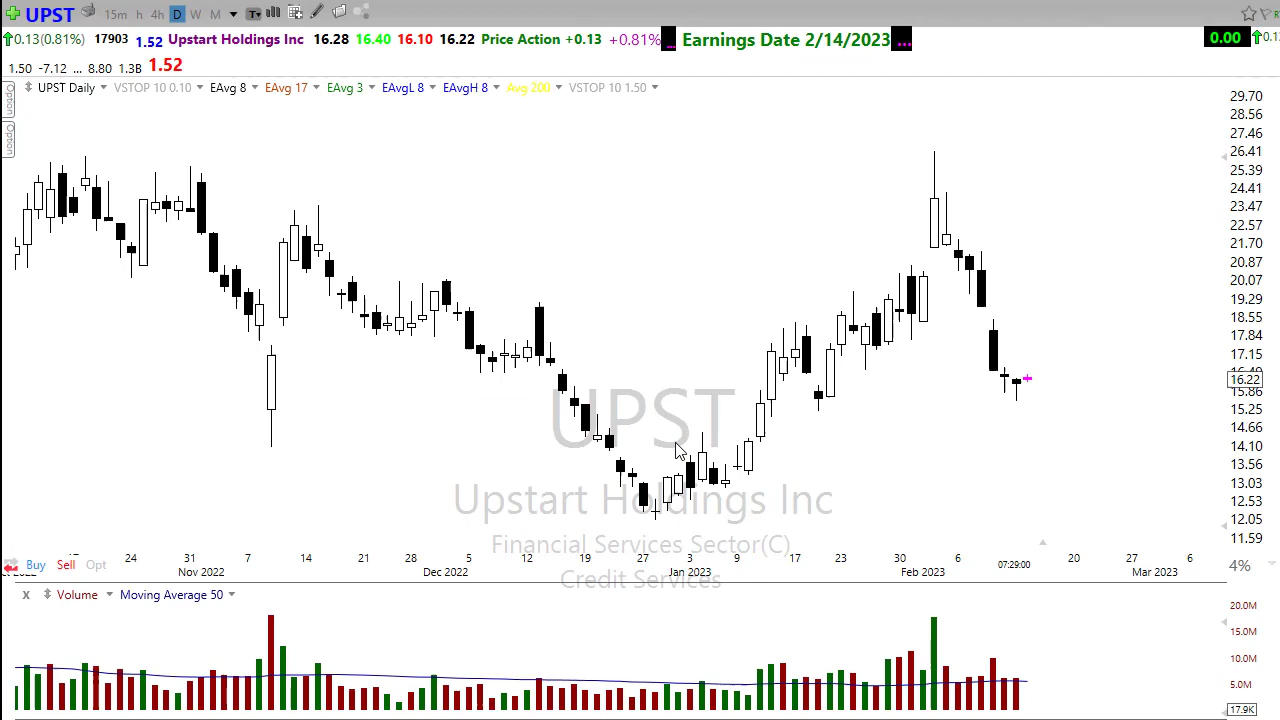 UPST 15m h 4h D W M T
0.13(0.81%) 17903 1.52 Upstart Holdings Inc 16.28 16.40 16.10 16.22 Price Action +0.13 +0.81% ... Earnings Date 2/14/2023 ... 0.00 0.13
1.50 -7.12 ... 8.80 1.3B 1.52
Option
Option
UPST Daily VSTOP 10 0.10 EAvg 8 EAvg 17 EAvg 3 EAvgL 8 EAvgH 8 Avg 200 VSTOP 10 1.50
29.70
28.56
27.46
26.41
25.39
24.41
23.47
22.57
21.70
20.87
20.07
19.29
18.55
17.84
17.15
16.22
15.86
15.25
14.66
14.10
13.56
13.03
12.53
12.05
11.59
UPST
Upstart Holdings Inc
Financial Services Sector(C)
Credit Services
24 31 7 14 21 28 5 12 19 27 3 9 17 23 30 6 07:29:00 20 27 6
Nov 2022 Dec 2022 Jan 2023 Feb 2023 Mar 2023
Buy Sell Opt
4%
x Volume Moving Average 50
20.0M
15.0M
10.0M
5.0M
17.9K